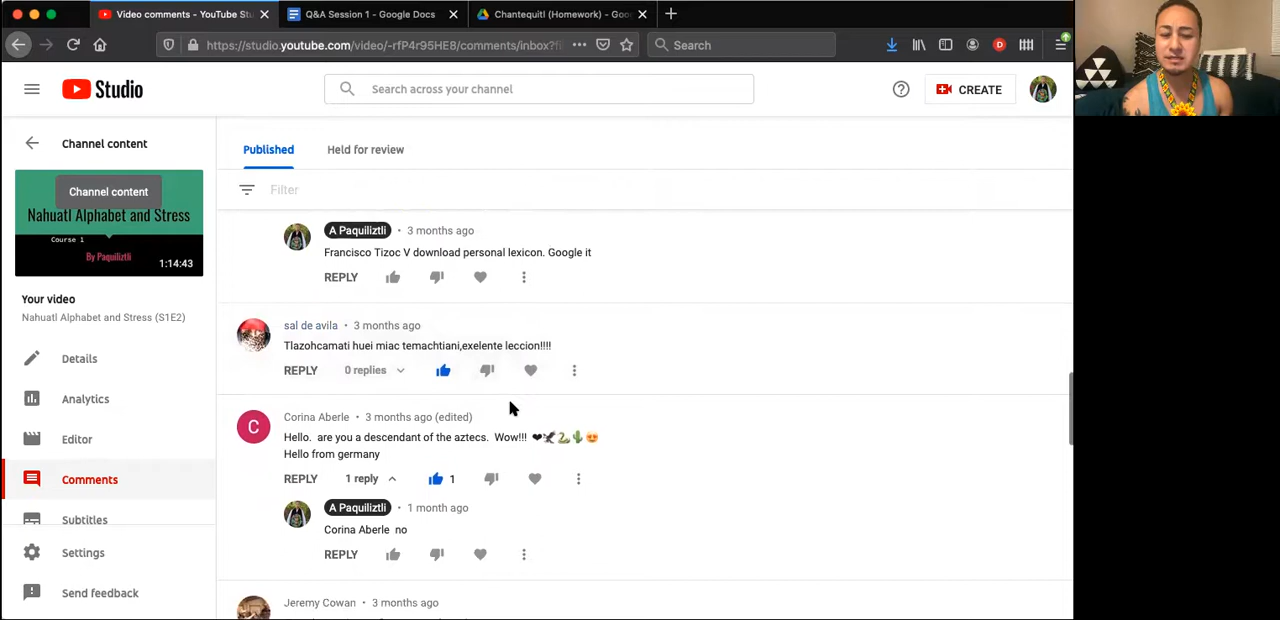 Video comments - YouTube Stu
Q&A Session 1 - Google Docs
Chantequitl (Homework) - Goo
https://studio.youtube.com/video/-rfP4r95HE8/comments/inbox?fi
Search
Studio
Search across your channel
CREATE
Channel content
Channel content
Nahuatl Alphabet and Stress
Course 1
By Paquiliztli
1:14:43
Your video
Nahuatl Alphabet and Stress (S1E2)
Details
Analytics
Editor
Comments
Subtitles
Settings
Send feedback
Published
Held for review
Filter
A Paquiliztli • 3 months ago
Francisco Tizoc V download personal lexicon. Google it
REPLY
sal de avila • 3 months ago
Tlazohcamati huei miac temachtiani,exelente leccion!!!!
REPLY 0 replies
C
Corina Aberle • 3 months ago (edited)
Hello. are you a descendant of the aztecs. Wow!!! ❤🦅🐍🌵😍
Hello from germany
REPLY 1 reply 1
A Paquiliztli • 1 month ago
Corina Aberle no
REPLY
Jeremy Cowan • 3 months ago